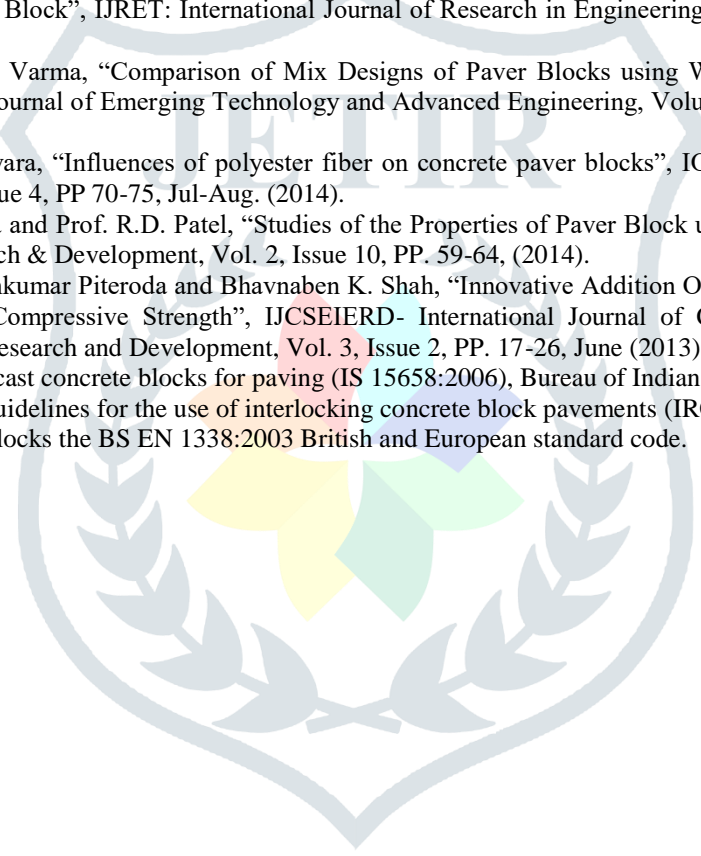 Block”, IJRET: International Journal of Research in Engineering
Varma, “Comparison of Mix Designs of Paver Blocks using W
ournal of Emerging Technology and Advanced Engineering, Volu
JETIR
vara, “Influences of polyester fiber on concrete paver blocks”, IO
ue 4, PP 70-75, Jul-Aug. (2014).
and Prof. R.D. Patel, “Studies of the Properties of Paver Block u
ch & Development, Vol. 2, Issue 10, PP. 59-64, (2014).
nkumar Piteroda and Bhavnaben K. Shah, “Innovative Addition O
Compressive Strength”, IJCSEIERD- International Journal of C
esearch and Development, Vol. 3, Issue 2, PP. 17-26, June (2013)
cast concrete blocks for paving (IS 15658:2006), Bureau of Indian
uidelines for the use of interlocking concrete block pavements (IRC
locks the BS EN 1338:2003 British and European standard code.